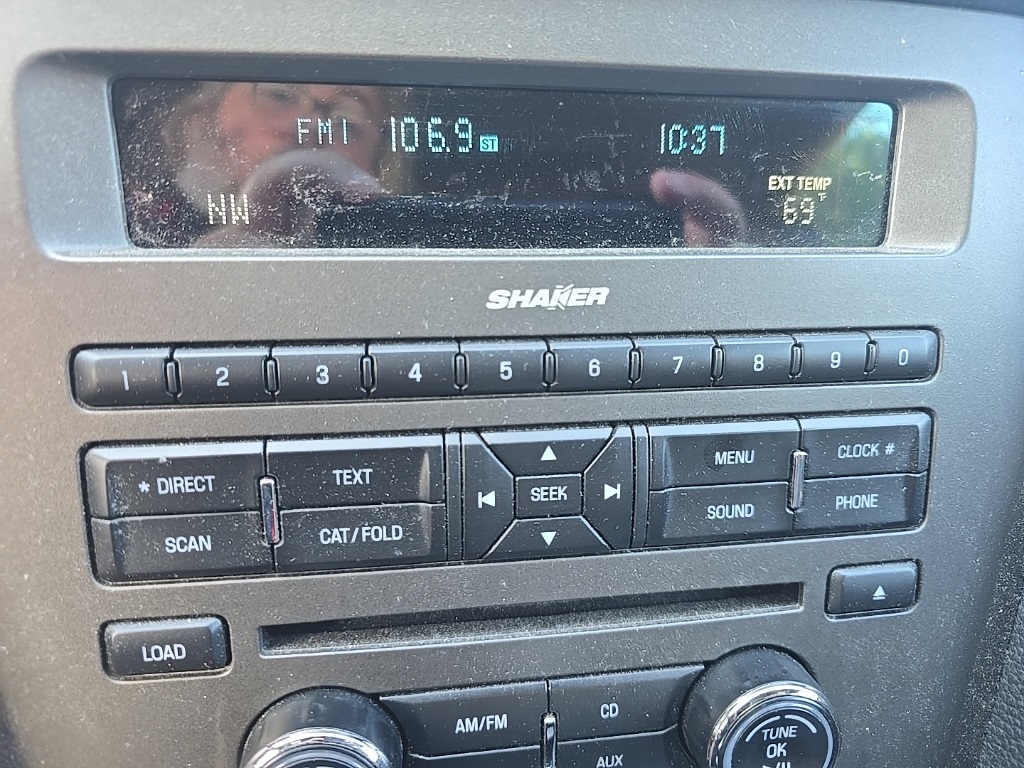 FM1 106.9 ST 10:37
EXT TEMP
NW 69°F
SHAKER
1 2 3 4 5 6 7 8 9 0
* DIRECT TEXT SEEK MENU CLOCK #
SCAN CAT/FOLD SOUND PHONE
LOAD
AM/FM CD
AUX
TUNE
OK